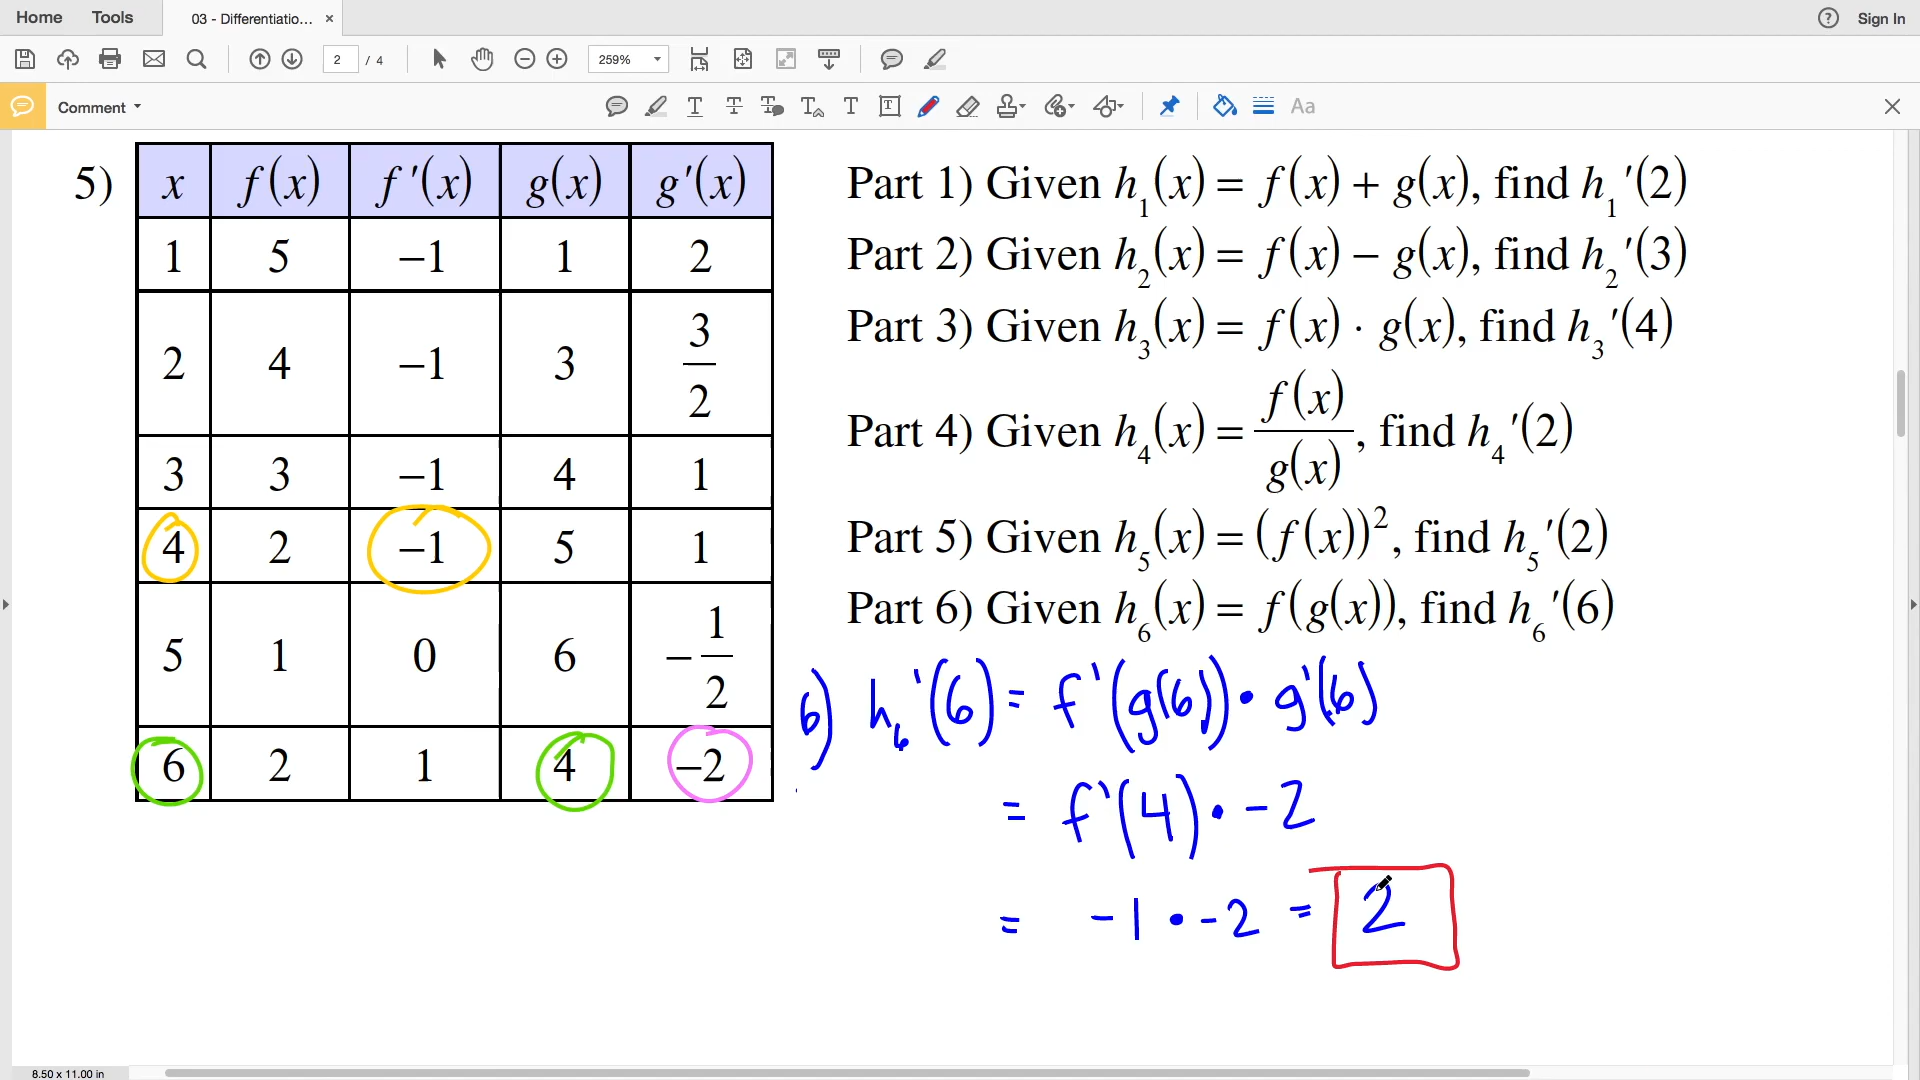 Home Tools 03 - Differentiatio... × ? Sign In
2 / 4 259%
Comment T T T T T T Aa
5)
x f(x) f'(x) g(x) g'(x)
1 5 −1 1 2
2 4 −1 3 3/2
3 3 −1 4 1
4 2 −1 5 1
5 1 0 6 −1/2
6 2 1 4 −2
Part 1) Given h₁(x) = f(x) + g(x), find h₁'(2)
Part 2) Given h₂(x) = f(x) − g(x), find h₂'(3)
Part 3) Given h₃(x) = f(x) · g(x), find h₃'(4)
Part 4) Given h₄(x) = f(x)/g(x), find h₄'(2)
Part 5) Given h₅(x) = (f(x))², find h₅'(2)
Part 6) Given h₆(x) = f(g(x)), find h₆'(6)
6) h₆'(6) = f'(g(6)) • g'(6)
= f'(4) • −2
= −1 • −2 = 2
8.50 x 11.00 in